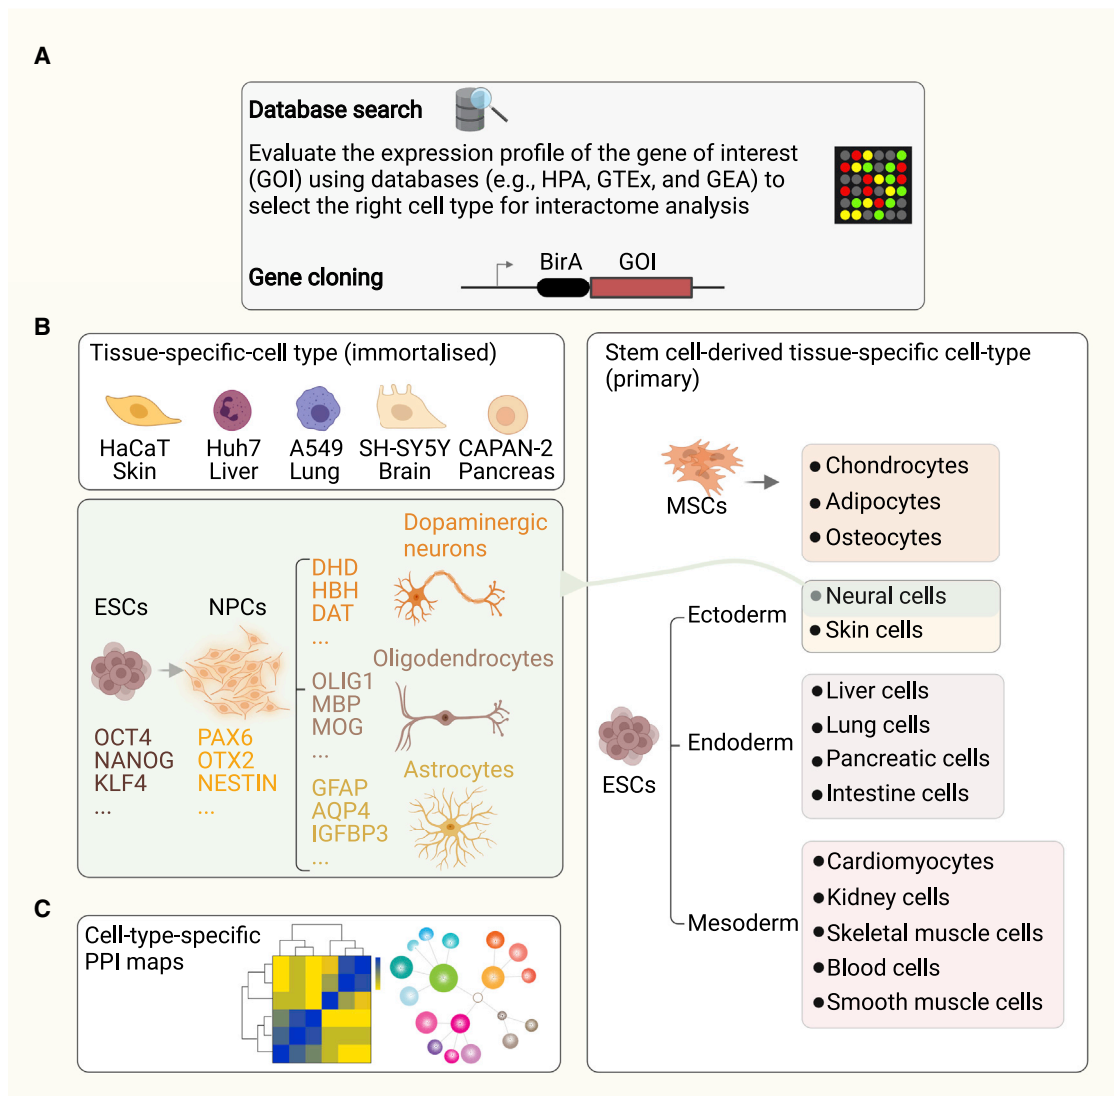 A
Database search
Evaluate the expression profile of the gene of interest
(GOI) using databases (e.g., HPA, GTEx, and GEA) to
select the right cell type for interactome analysis
Gene cloning
BirA
GOI
B
Tissue-specific-cell type (immortalised)
HaCaT
Skin
Huh7
Liver
A549
Lung
SH-SY5Y
Brain
CAPAN-2
Pancreas
ESCs
NPCs
OCT4
NANOG
KLF4
...
PAX6
OTX2
NESTIN
...
Dopaminergic
neurons
DHD
HBH
DAT
...
Oligodendrocytes
OLIG1
MBP
MOG
...
Astrocytes
GFAP
AQP4
IGFBP3
...
Stem cell-derived tissue-specific cell-type
(primary)
MSCs
● Chondrocytes
● Adipocytes
● Osteocytes
ESCs
Ectoderm
● Neural cells
● Skin cells
Endoderm
● Liver cells
● Lung cells
● Pancreatic cells
● Intestine cells
Mesoderm
● Cardiomyocytes
● Kidney cells
● Skeletal muscle cells
● Blood cells
● Smooth muscle cells
C
Cell-type-specific
PPI maps